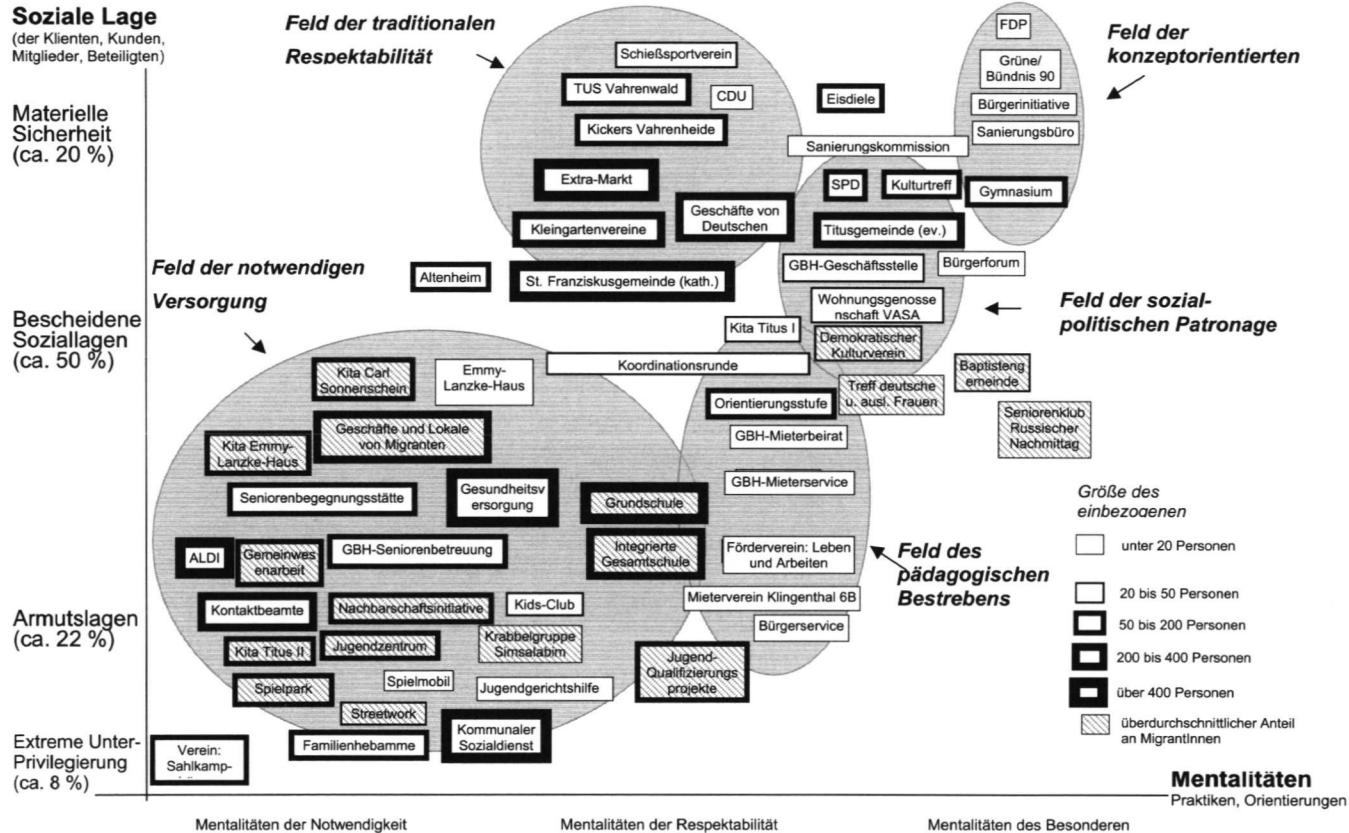 Soziale Lage
(der Klienten, Kunden,
Mitglieder, Beteiligten)
Materielle
Sicherheit
(ca. 20 %)
Bescheidene
Soziallagen
(ca. 50 %)
Armutslagen
(ca. 22 %)
Extreme Unter-
Privilegierung
(ca. 8 %)
Feld der traditionalen
Respektabilität
Schießsportverein
TUS Vahrenwald
CDU
Kickers Vahrenheide
Extra-Markt
Geschäfte von
Deutschen
Kleingartenvereine
Altenheim
St. Franziskusgemeinde (kath.)
Feld der
konzeptorientierten
FDP
Grüne/
Bündnis 90
Bürgerinitiative
Sanierungsbüro
Eisdiele
Sanierungskommission
SPD
Kulturtreff
Gymnasium
Titusgemeinde (ev.)
GBH-Geschäftsstelle
Bürgerforum
Wohnungsgenosse
nschaft VASA
Feld der sozial-
politischen Patronage
Kita Titus I
Demokratischer
Kulturverein
Koordinationsrunde
Baptisteng
emeinde
Treff deutsche
u. ausl. Frauen
Seniorenklub
Russischer
Nachmittag
Orientierungsstufe
GBH-Mieterbeirat
GBH-Mieterservice
Förderverein: Leben
und Arbeiten
Mieterverein Klingenthal 6B
Bürgerservice
Feld des
pädagogischen
Bestrebens
Feld der notwendigen
Versorgung
Kita Carl
Sonnenschein
Emmy-
Lanzke-Haus
Geschäfte und Lokale
von Migranten
Kita Emmy-
Lanzke-Haus
Seniorenbegegnungsstätte
Gesundheitsv
ersorgung
Grundschule
ALDI
Gemeinwes
enarbeit
GBH-Seniorenbetreuung
Integrierte
Gesamtschule
Kontaktbeamte
Nachbarschaftsinitiative
Kids-Club
Kita Titus II
Jugendzentrum
Krabbelgruppe
Simsalabim
Jugend-
Qualifizierungs
projekte
Spielpark
Spielmobil
Jugendgerichtshilfe
Streetwork
Familienhebamme
Kommunaler
Sozialdienst
Verein:
Sahlkamp-
Größe des
einbezogenen
unter 20 Personen
20 bis 50 Personen
50 bis 200 Personen
200 bis 400 Personen
über 400 Personen
überdurchschnittlicher Anteil
an MigrantInnen
Mentalitäten
Praktiken, Orientierungen
Mentalitäten der Notwendigkeit
Mentalitäten der Respektabilität
Mentalitäten des Besonderen